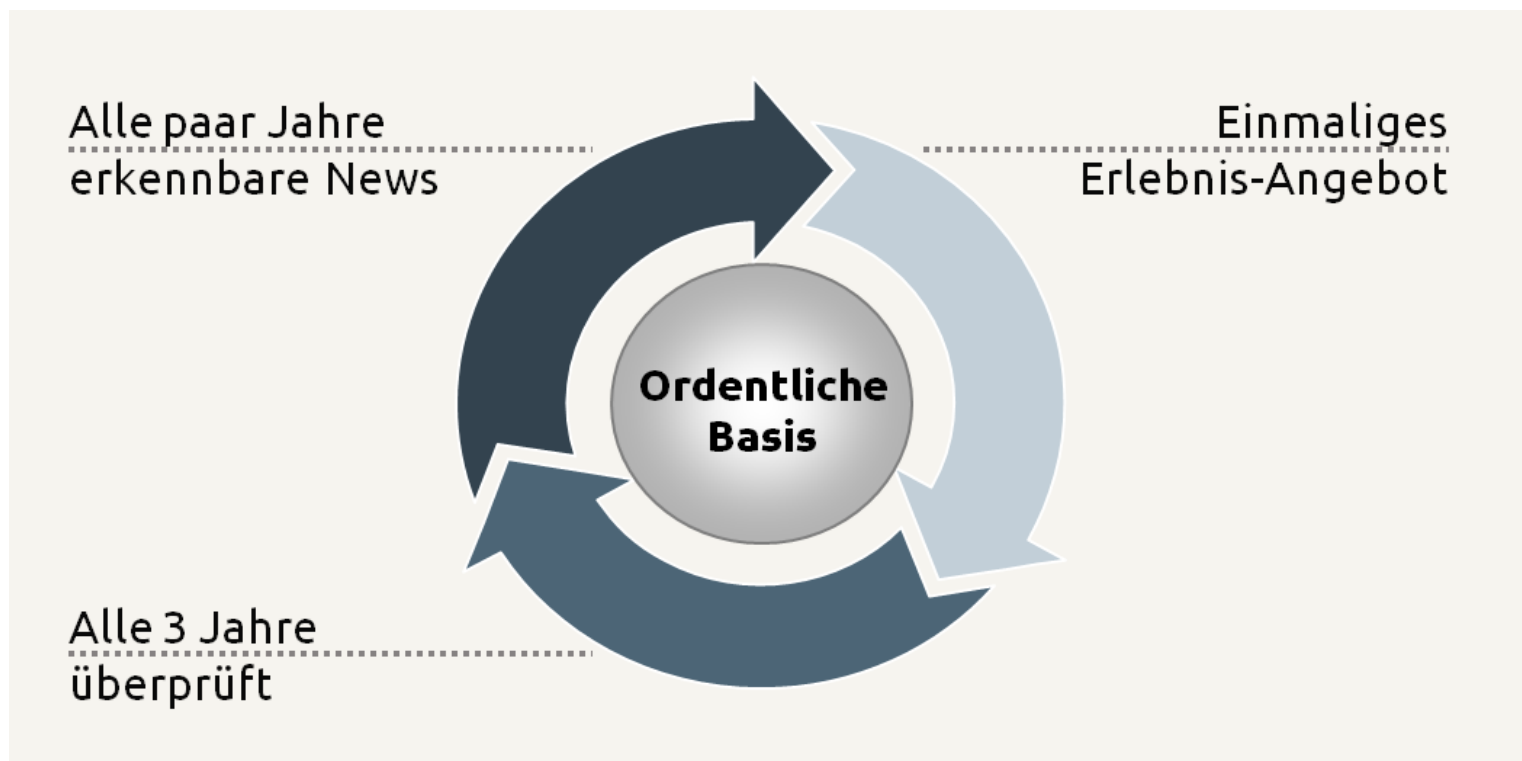 Alle paar Jahre
erkennbare News
Einmaliges
Erlebnis-Angebot
Ordentliche
Basis
Alle 3 Jahre
überprüft